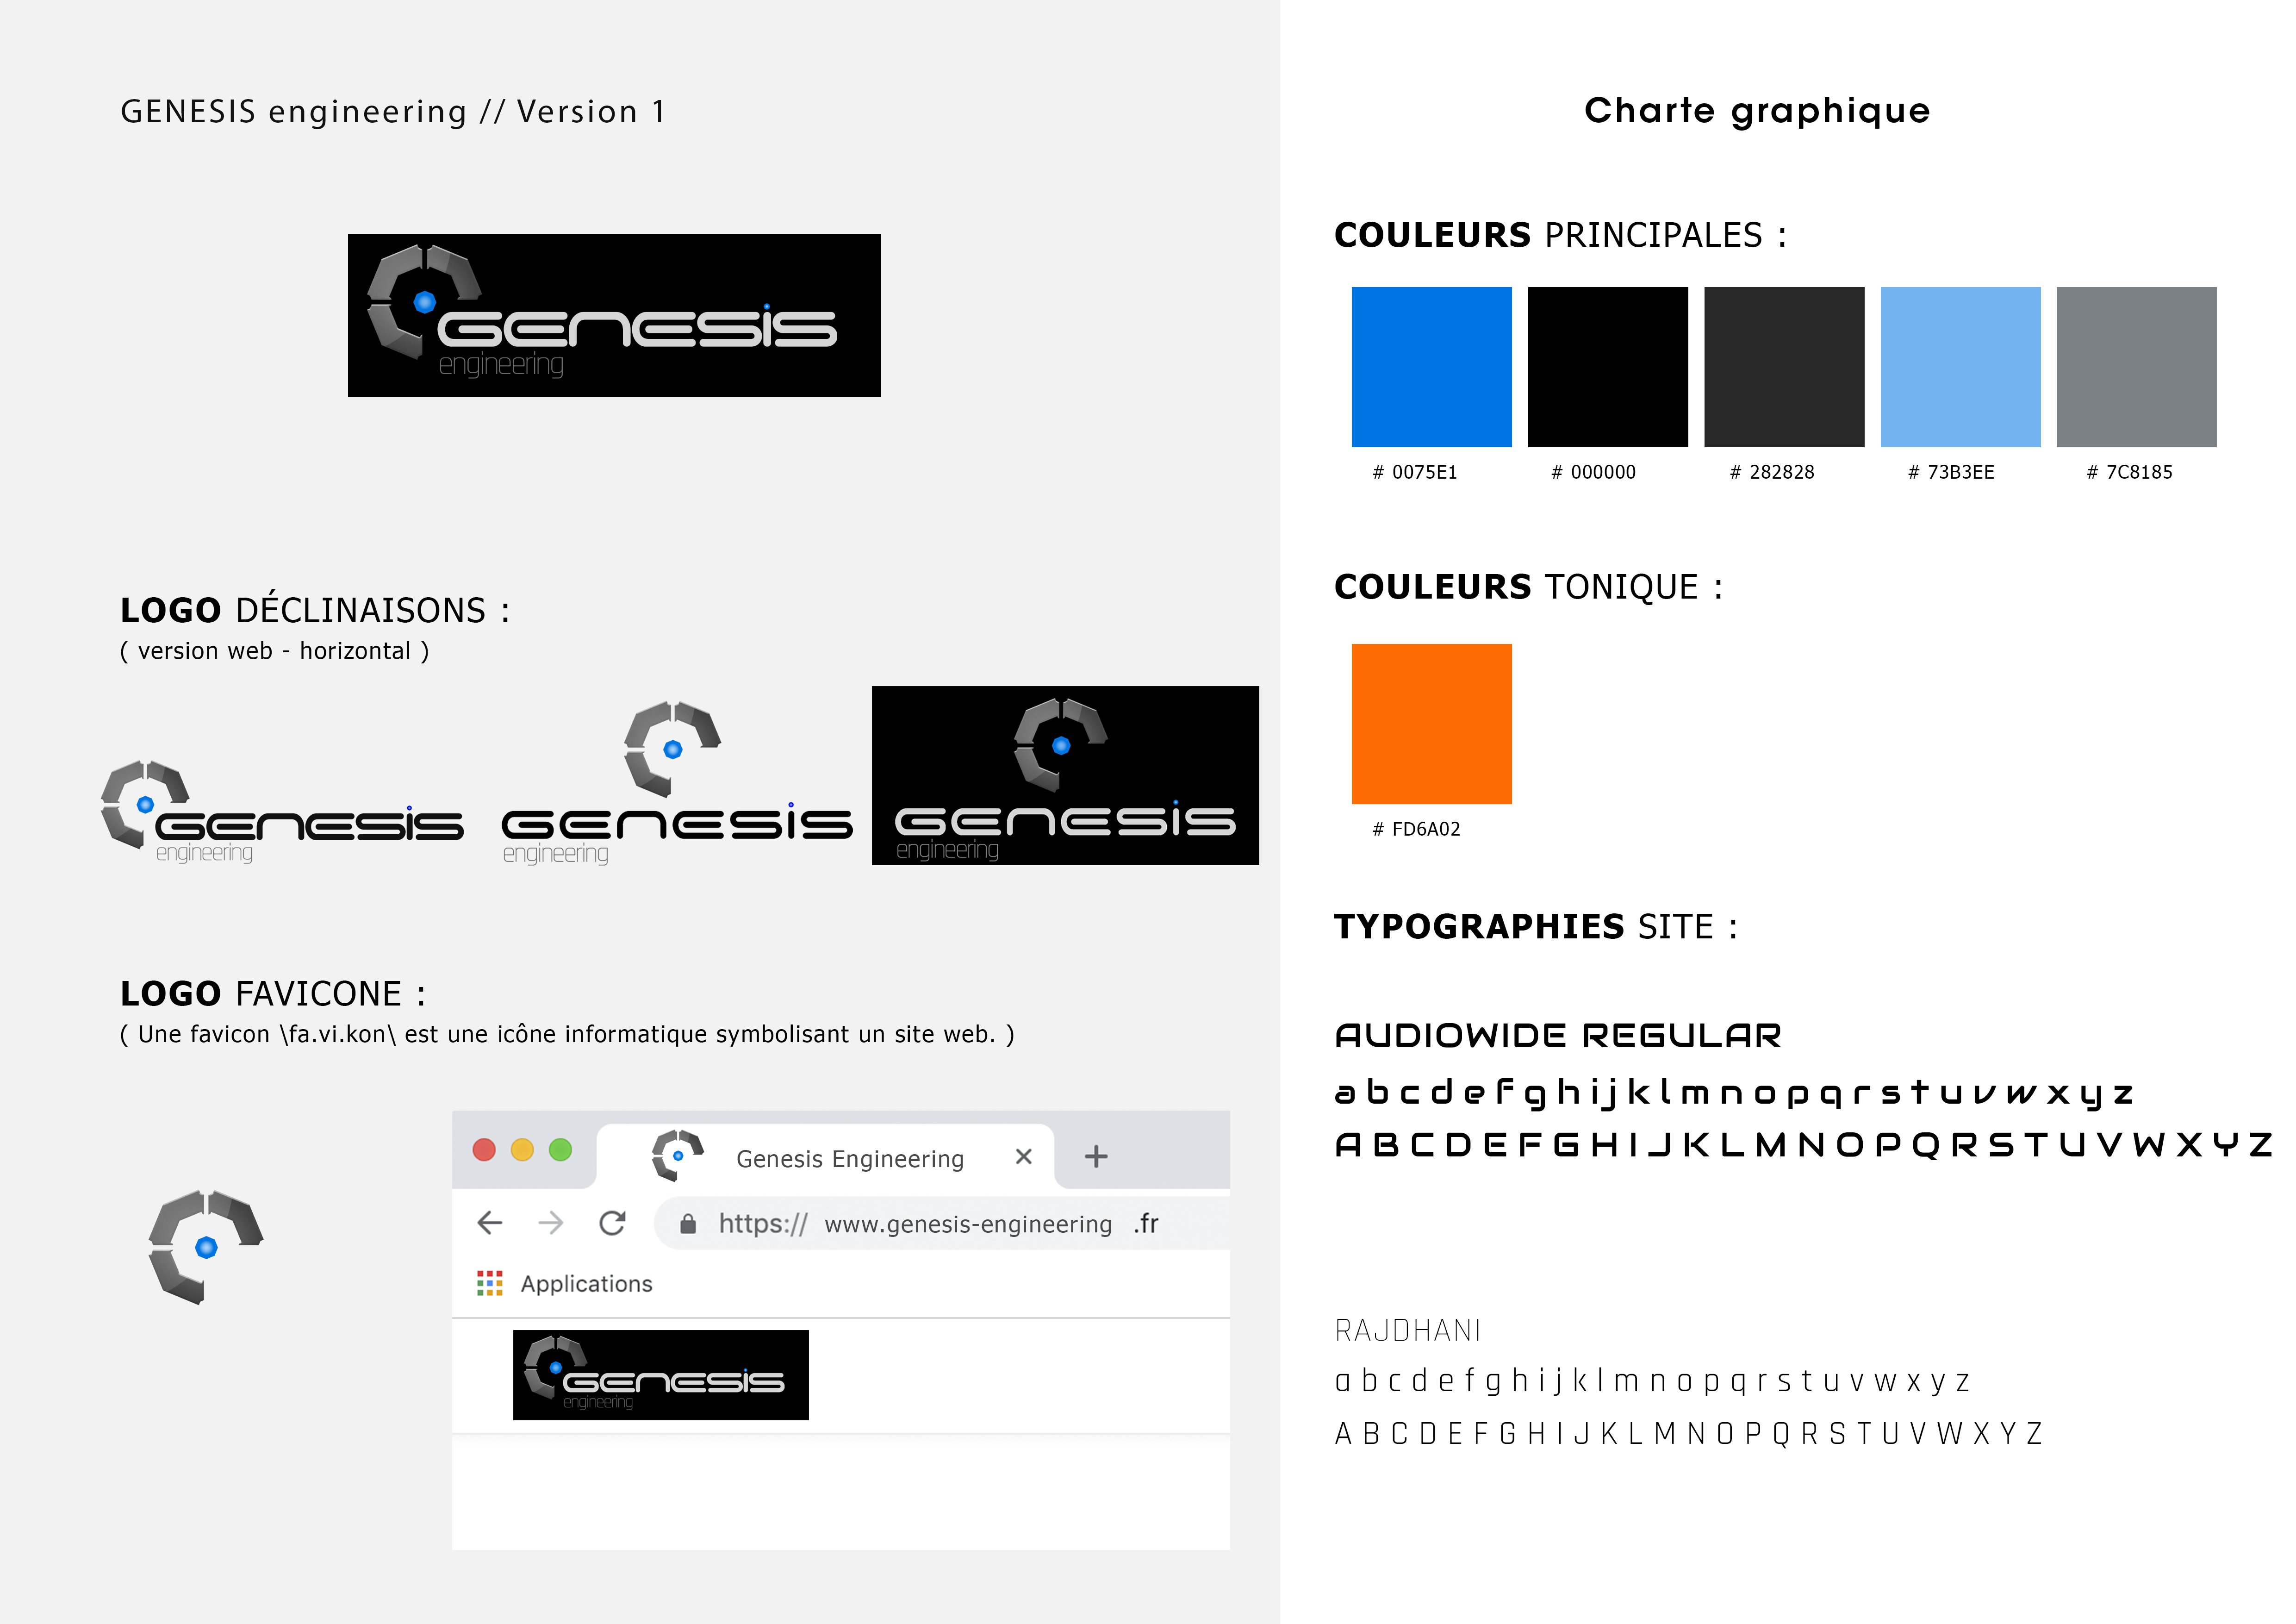 GENESIS engineering // Version 1
genesis
engineering
LOGO DÉCLINAISONS :
( version web - horizontal )
genesis
engineering
genesis
engineering
genesis
engineering
LOGO FAVICONE :
( Une favicon \fa.vi.kon\ est une icône informatique symbolisant un site web. )
Genesis Engineering
https:// www.genesis-engineering .fr
Applications
genesis
engineering
Charte graphique
COULEURS PRINCIPALES :
# 0075E1 # 000000 # 282828 # 73B3EE # 7C8185
COULEURS TONIQUE :
# FD6A02
TYPOGRAPHIES SITE :
AUDIOWIDE REGULAR
a b c d e f g h i j k l m n o p q r s t u v w x y z
A B C D E F G H I J K L M N O P Q R S T U V W X Y Z
RAJDHANI
a b c d e f g h i j k l m n o p q r s t u v w x y z
A B C D E F G H I J K L M N O P Q R S T U V W X Y Z